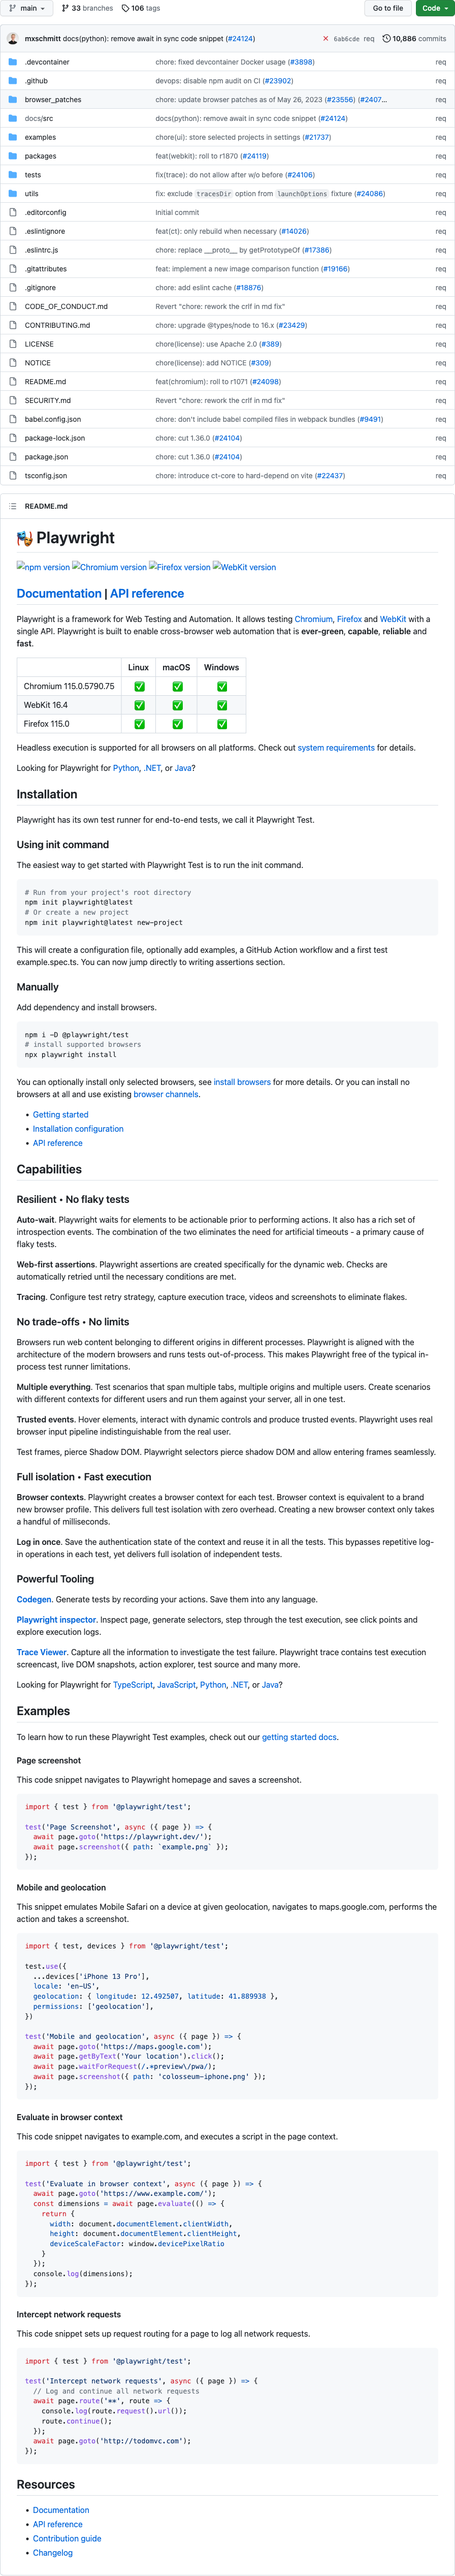 main 33 branches 106 tags Go to file Code
mxschmitt docs(python): remove await in sync code snippet (#24124) 6ab6cde req 10,886 commits
.devcontainer chore: fixed devcontainer Docker usage (#3898) req
.github devops: disable npm audit on CI (#23902) req
browser_patches chore: update browser patches as of May 26, 2023 (#23556) (#2407... req
docs/src docs(python): remove await in sync code snippet (#24124) req
examples chore(ui): store selected projects in settings (#21737) req
packages feat(webkit): roll to r1870 (#24119) req
tests fix(trace): do not allow after w/o before (#24106) req
utils fix: exclude tracesDir option from launchOptions fixture (#24086) req
.editorconfig Initial commit req
.eslintignore feat(ct): only rebuild when necessary (#14026) req
.eslintrc.js chore: replace __proto__ by getPrototypeOf (#17386) req
.gitattributes feat: implement a new image comparison function (#19166) req
.gitignore chore: add eslint cache (#18876) req
CODE_OF_CONDUCT.md Revert "chore: rework the crlf in md fix" req
CONTRIBUTING.md chore: upgrade @types/node to 16.x (#23429) req
LICENSE chore(license): use Apache 2.0 (#389) req
NOTICE chore(license): add NOTICE (#309) req
README.md feat(chromium): roll to r1071 (#24098) req
SECURITY.md Revert "chore: rework the crlf in md fix" req
babel.config.json chore: don't include babel compiled files in webpack bundles (#9491) req
package-lock.json chore: cut 1.36.0 (#24104) req
package.json chore: cut 1.36.0 (#24104) req
tsconfig.json chore: introduce ct-core to hard-depend on vite (#22437) req
README.md
🎭 Playwright
npm version Chromium version Firefox version WebKit version
Documentation | API reference
Playwright is a framework for Web Testing and Automation. It allows testing Chromium, Firefox and WebKit with a
single API. Playwright is built to enable cross-browser web automation that is ever-green, capable, reliable and
fast.
Linux macOS Windows
Chromium 115.0.5790.75 ✅ ✅ ✅
WebKit 16.4 ✅ ✅ ✅
Firefox 115.0 ✅ ✅ ✅
Headless execution is supported for all browsers on all platforms. Check out system requirements for details.
Looking for Playwright for Python, .NET, or Java?
Installation
Playwright has its own test runner for end-to-end tests, we call it Playwright Test.
Using init command
The easiest way to get started with Playwright Test is to run the init command.
# Run from your project's root directory
npm init playwright@latest
# Or create a new project
npm init playwright@latest new-project
This will create a configuration file, optionally add examples, a GitHub Action workflow and a first test
example.spec.ts. You can now jump directly to writing assertions section.
Manually
Add dependency and install browsers.
npm i -D @playwright/test
# install supported browsers
npx playwright install
You can optionally install only selected browsers, see install browsers for more details. Or you can install no
browsers at all and use existing browser channels.
• Getting started
• Installation configuration
• API reference
Capabilities
Resilient • No flaky tests
Auto-wait. Playwright waits for elements to be actionable prior to performing actions. It also has a rich set of
introspection events. The combination of the two eliminates the need for artificial timeouts - a primary cause of
flaky tests.
Web-first assertions. Playwright assertions are created specifically for the dynamic web. Checks are
automatically retried until the necessary conditions are met.
Tracing. Configure test retry strategy, capture execution trace, videos and screenshots to eliminate flakes.
No trade-offs • No limits
Browsers run web content belonging to different origins in different processes. Playwright is aligned with the
architecture of the modern browsers and runs tests out-of-process. This makes Playwright free of the typical in-
process test runner limitations.
Multiple everything. Test scenarios that span multiple tabs, multiple origins and multiple users. Create scenarios
with different contexts for different users and run them against your server, all in one test.
Trusted events. Hover elements, interact with dynamic controls and produce trusted events. Playwright uses real
browser input pipeline indistinguishable from the real user.
Test frames, pierce Shadow DOM. Playwright selectors pierce shadow DOM and allow entering frames seamlessly.
Full isolation • Fast execution
Browser contexts. Playwright creates a browser context for each test. Browser context is equivalent to a brand
new browser profile. This delivers full test isolation with zero overhead. Creating a new browser context only takes
a handful of milliseconds.
Log in once. Save the authentication state of the context and reuse it in all the tests. This bypasses repetitive log-
in operations in each test, yet delivers full isolation of independent tests.
Powerful Tooling
Codegen. Generate tests by recording your actions. Save them into any language.
Playwright inspector. Inspect page, generate selectors, step through the test execution, see click points and
explore execution logs.
Trace Viewer. Capture all the information to investigate the test failure. Playwright trace contains test execution
screencast, live DOM snapshots, action explorer, test source and many more.
Looking for Playwright for TypeScript, JavaScript, Python, .NET, or Java?
Examples
To learn how to run these Playwright Test examples, check out our getting started docs.
Page screenshot
This code snippet navigates to Playwright homepage and saves a screenshot.
import { test } from '@playwright/test';
test('Page Screenshot', async ({ page }) => {
await page.goto('https://playwright.dev/');
await page.screenshot({ path: `example.png` });
});
Mobile and geolocation
This snippet emulates Mobile Safari on a device at given geolocation, navigates to maps.google.com, performs the
action and takes a screenshot.
import { test, devices } from '@playwright/test';
test.use({
...devices['iPhone 13 Pro'],
locale: 'en-US',
geolocation: { longitude: 12.492507, latitude: 41.889938 },
permissions: ['geolocation'],
})
test('Mobile and geolocation', async ({ page }) => {
await page.goto('https://maps.google.com');
await page.getByText('Your location').click();
await page.waitForRequest(/.*preview\/pwa/);
await page.screenshot({ path: 'colosseum-iphone.png' });
});
Evaluate in browser context
This code snippet navigates to example.com, and executes a script in the page context.
import { test } from '@playwright/test';
test('Evaluate in browser context', async ({ page }) => {
await page.goto('https://www.example.com/');
const dimensions = await page.evaluate(() => {
return {
width: document.documentElement.clientWidth,
height: document.documentElement.clientHeight,
deviceScaleFactor: window.devicePixelRatio
}
});
console.log(dimensions);
});
Intercept network requests
This code snippet sets up request routing for a page to log all network requests.
import { test } from '@playwright/test';
test('Intercept network requests', async ({ page }) => {
// Log and continue all network requests
await page.route('**', route => {
console.log(route.request().url());
route.continue();
});
await page.goto('http://todomvc.com');
});
Resources
• Documentation
• API reference
• Contribution guide
• Changelog